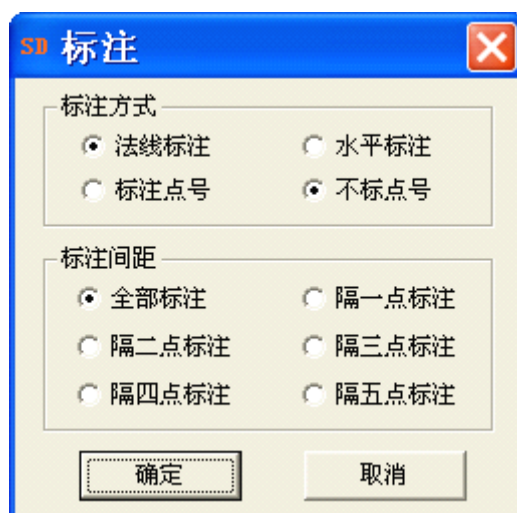 SD 标注
标注方式
法线标注 水平标注
标注点号 不标点号
标注间距
全部标注 隔一点标注
隔二点标注 隔三点标注
隔四点标注 隔五点标注
确定 取消